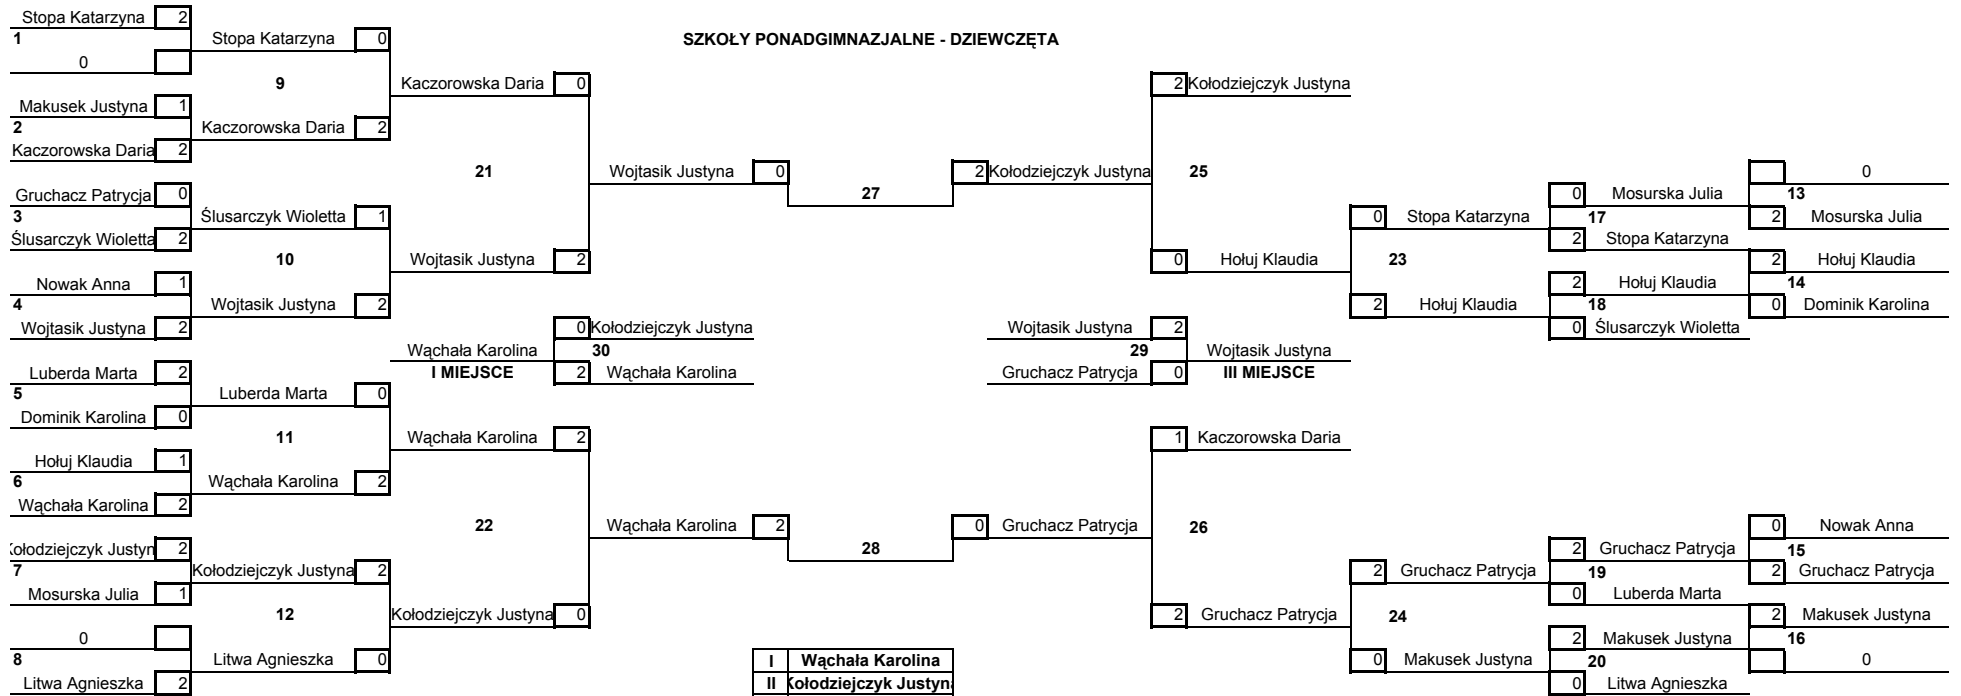 Stopa Katarzyna 2
1 Stopa Katarzyna 0 SZKOŁY PONADGIMNAZJALNE - DZIEWCZĘTA
0
9 Kaczorowska Daria 0 2 Kołodziejczyk Justyna
Makusek Justyna 1
2 Kaczorowska Daria 2
Kaczorowska Daria 2
21 Wojtasik Justyna 0 2 Kołodziejczyk Justyna 25 0
Gruchacz Patrycja 0 27 0 Mosurska Julia 13
3 Ślusarczyk Wioletta 1 0 Stopa Katarzyna 17 2 Mosurska Julia
Ślusarczyk Wioletta 2 2 Stopa Katarzyna
10 Wojtasik Justyna 2 0 Hołuj Klaudia 23 2 Hołuj Klaudia
Nowak Anna 1 2 Hołuj Klaudia 14
4 Wojtasik Justyna 2 2 Hołuj Klaudia 18 0 Dominik Karolina
Wojtasik Justyna 2 0 Kołodziejczyk Justyna Wojtasik Justyna 2 0 Ślusarczyk Wioletta
Wąchała Karolina 30 29 Wojtasik Justyna
Luberda Marta 2 I MIEJSCE 2 Wąchała Karolina Gruchacz Patrycja 0 III MIEJSCE
5 Luberda Marta 0
Dominik Karolina 0
11 Wąchała Karolina 2 1 Kaczorowska Daria
Hołuj Klaudia 1
6 Wąchała Karolina 2
Wąchała Karolina 2
22 Wąchała Karolina 2 0 Gruchacz Patrycja 26 0 Nowak Anna
Kołodziejczyk Justyn 2 28 2 Gruchacz Patrycja 15
7 Kołodziejczyk Justyna 2 2 Gruchacz Patrycja 19 2 Gruchacz Patrycja
Mosurska Julia 1 0 Luberda Marta
12 Kołodziejczyk Justyna 0 2 Gruchacz Patrycja 24 2 Makusek Justyna
0 2 Makusek Justyna 16
8 Litwa Agnieszka 0 I Wąchała Karolina 0 Makusek Justyna 20 0
Litwa Agnieszka 2 II Kołodziejczyk Justyn 0 Litwa Agnieszka